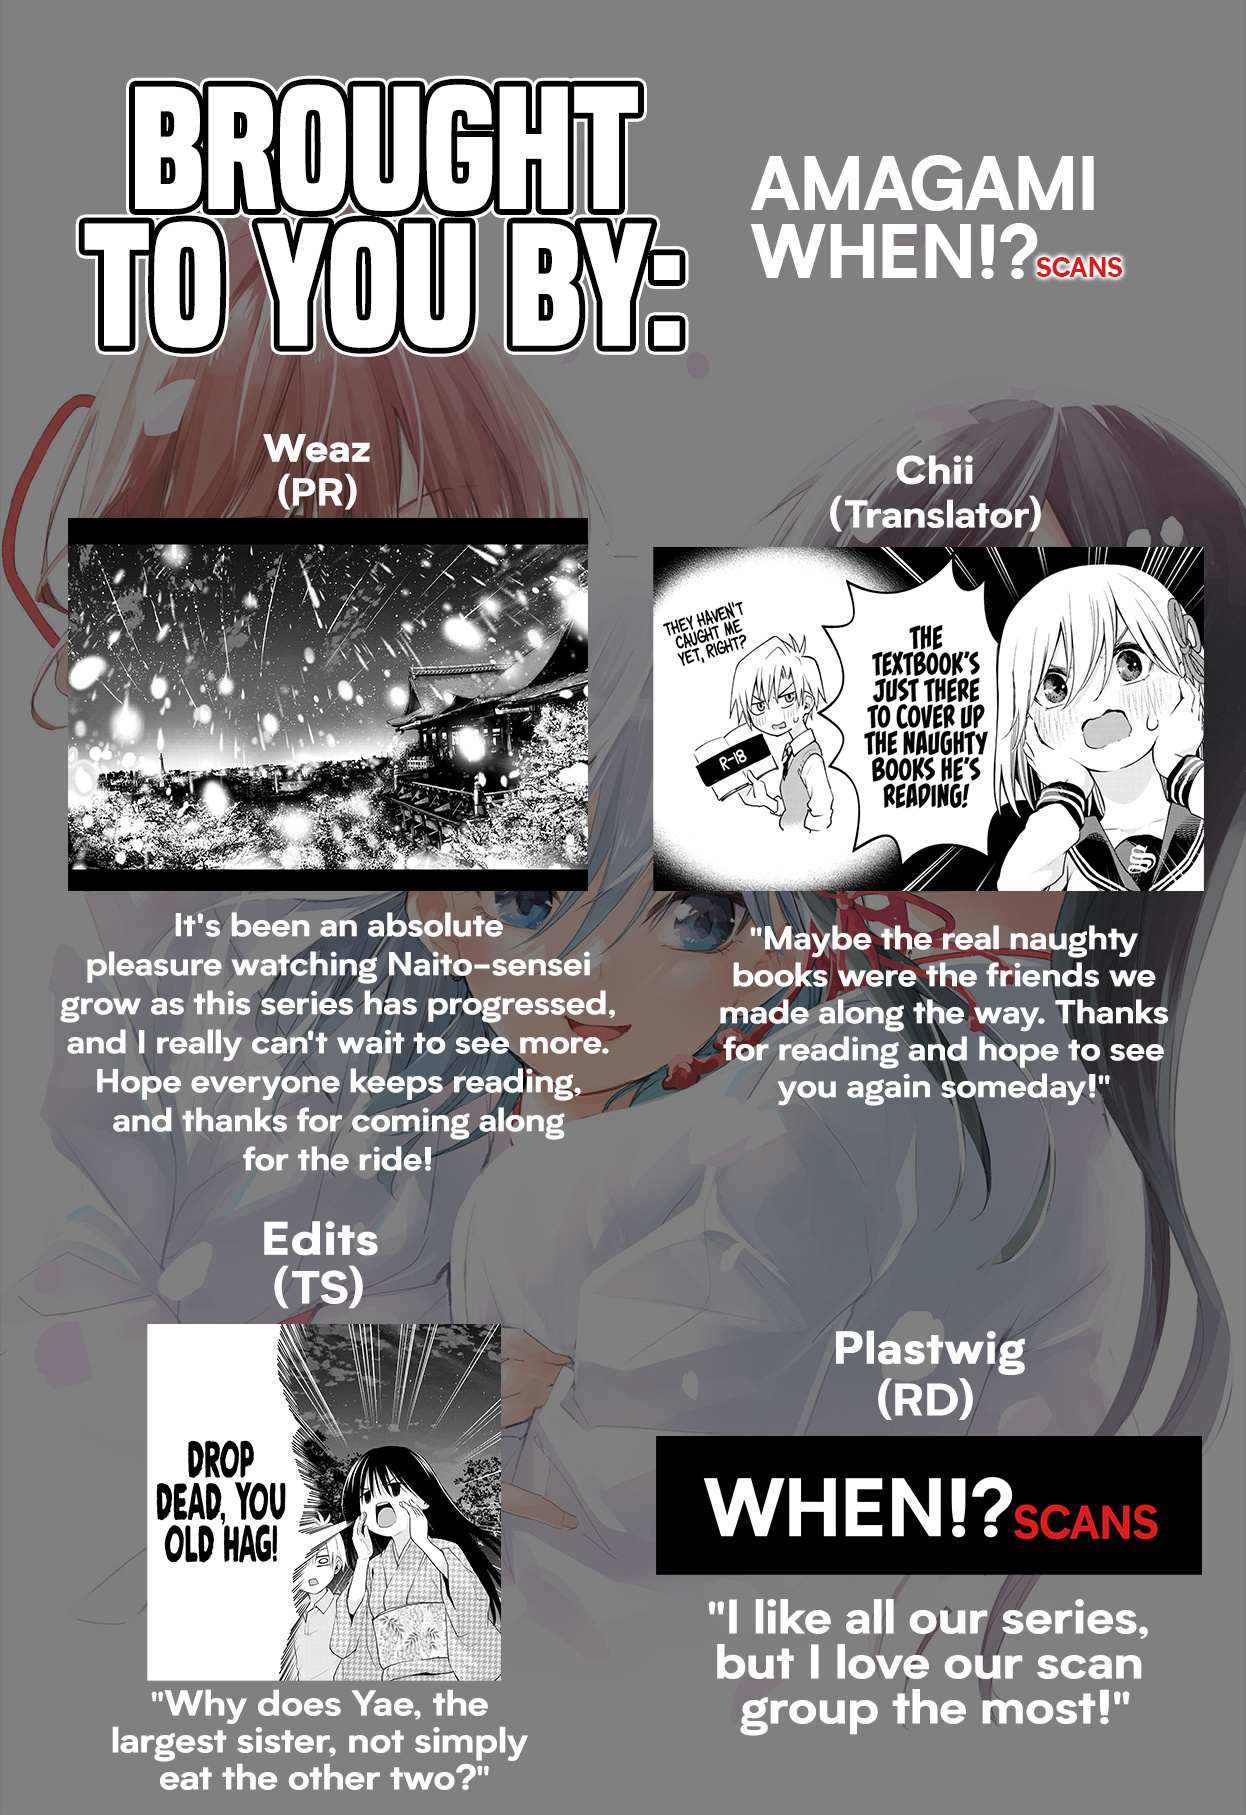 BROUGHT
TO YOU BY:
AMAGAMI
WHEN!?SCANS
Weaz
(PR)
It's been an absolute
pleasure watching Naito-sensei
grow as this series has progressed,
and I really can't wait to see more.
Hope everyone keeps reading,
and thanks for coming along
for the ride!
Chii
(Translator)
THEY HAVEN'T
CAUGHT ME
YET, RIGHT?
R-18
THE
TEXTBOOK'S
JUST THERE
TO COVER UP
THE NAUGHTY
BOOKS HE'S
READING!
S
"Maybe the real naughty
books were the friends we
made along the way. Thanks
for reading and hope to see
you again someday!"
Edits
(TS)
DROP
DEAD, YOU
OLD HAG!
"Why does Yae, the
largest sister, not simply
eat the other two?"
Plastwig
(RD)
WHEN!?SCANS
"I like all our series,
but I love our scan
group the most!"